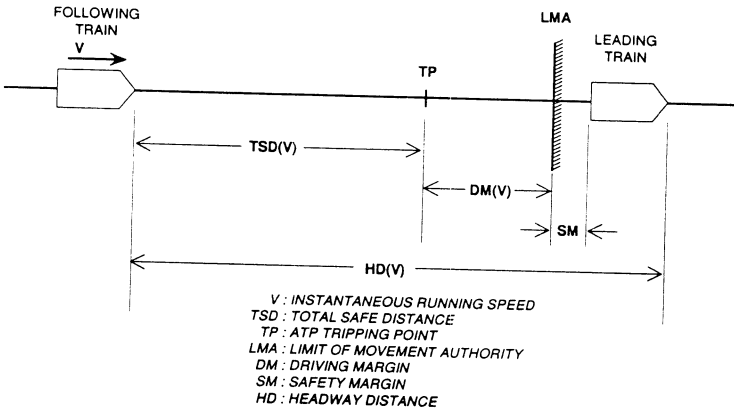 FOLLOWING
TRAIN
V
LMA
LEADING
TRAIN
TP
TSD(V)
DM(V)
SM
HD(V)
V : INSTANTANEOUS RUNNING SPEED
TSD : TOTAL SAFE DISTANCE
TP : ATP TRIPPING POINT
LMA : LIMIT OF MOVEMENT AUTHORITY
DM : DRIVING MARGIN
SM : SAFETY MARGIN
HD : HEADWAY DISTANCE